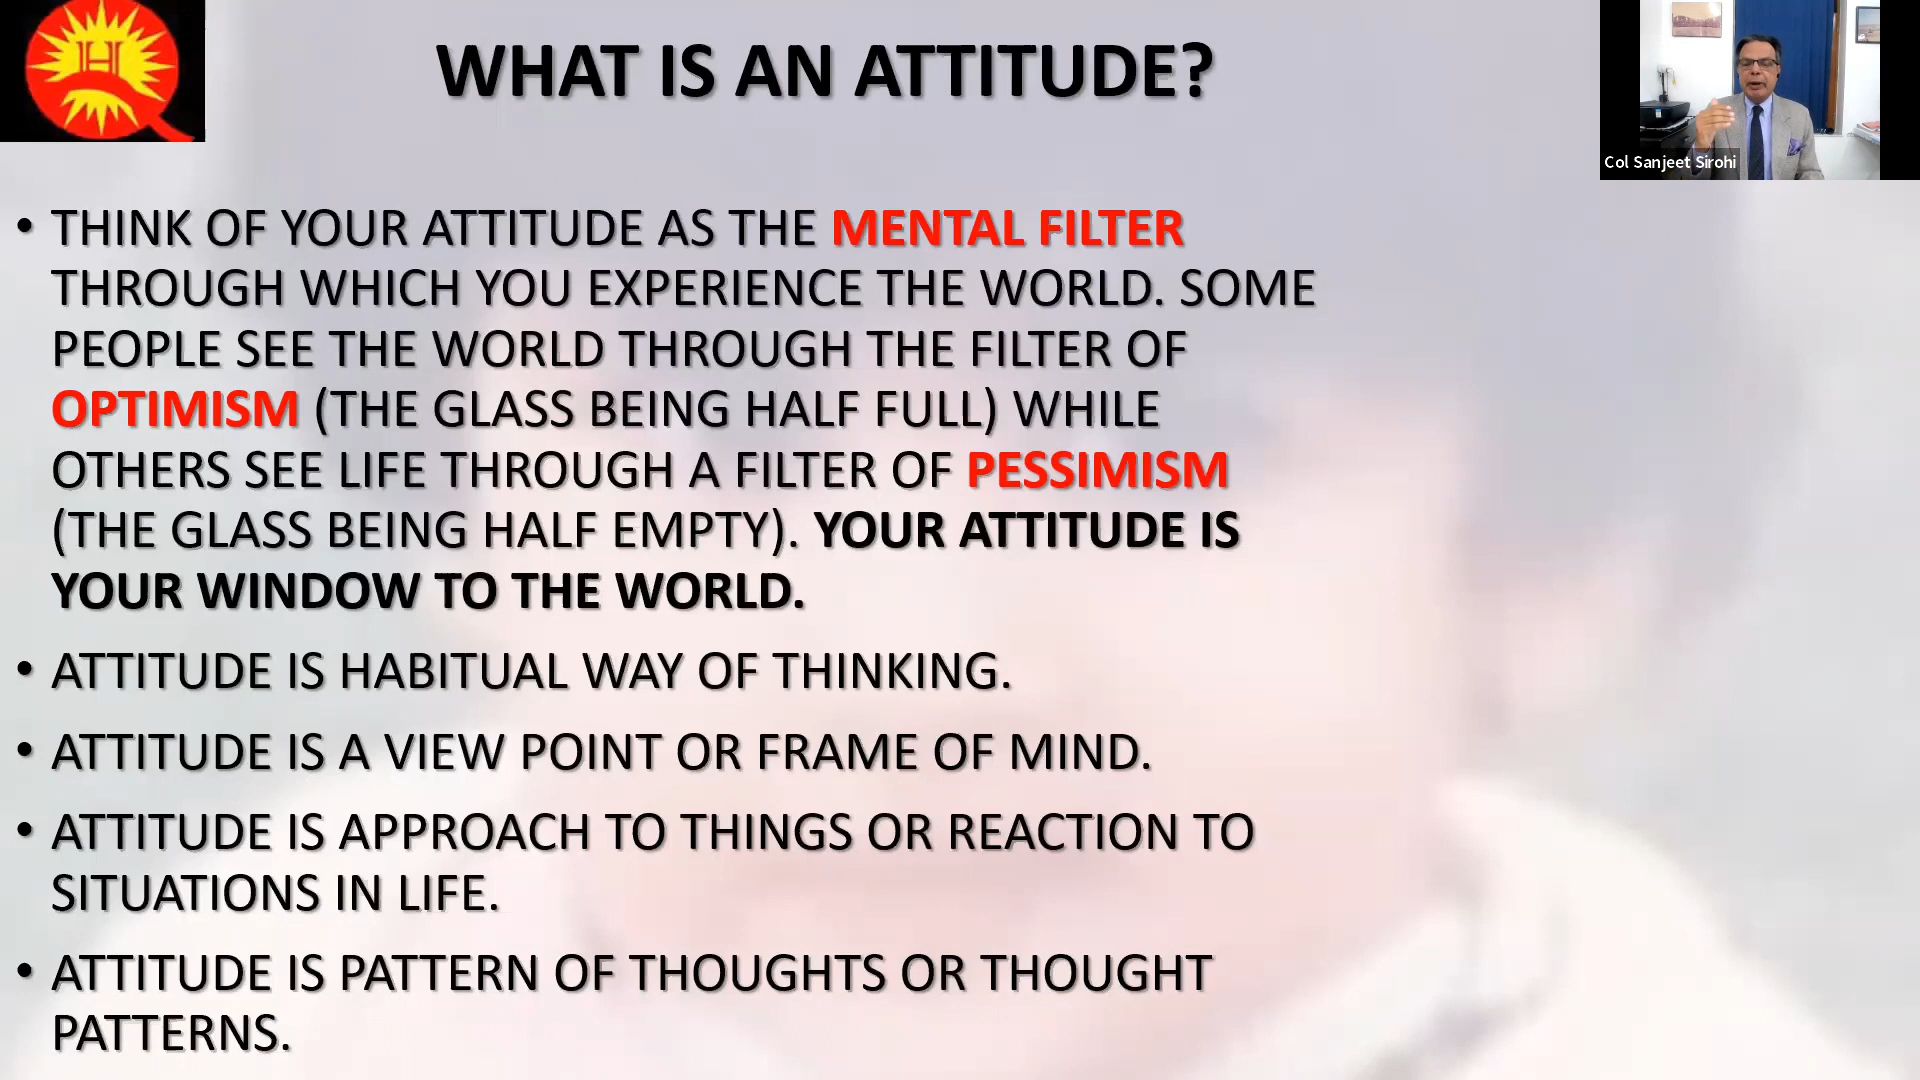 WHAT IS AN ATTITUDE?
H
Col Sanjeet Sirohi
• THINK OF YOUR ATTITUDE AS THE MENTAL FILTER
THROUGH WHICH YOU EXPERIENCE THE WORLD. SOME
PEOPLE SEE THE WORLD THROUGH THE FILTER OF
OPTIMISM (THE GLASS BEING HALF FULL) WHILE
OTHERS SEE LIFE THROUGH A FILTER OF PESSIMISM
(THE GLASS BEING HALF EMPTY). YOUR ATTITUDE IS
YOUR WINDOW TO THE WORLD.
• ATTITUDE IS HABITUAL WAY OF THINKING.
• ATTITUDE IS A VIEW POINT OR FRAME OF MIND.
• ATTITUDE IS APPROACH TO THINGS OR REACTION TO
SITUATIONS IN LIFE.
• ATTITUDE IS PATTERN OF THOUGHTS OR THOUGHT
PATTERNS.